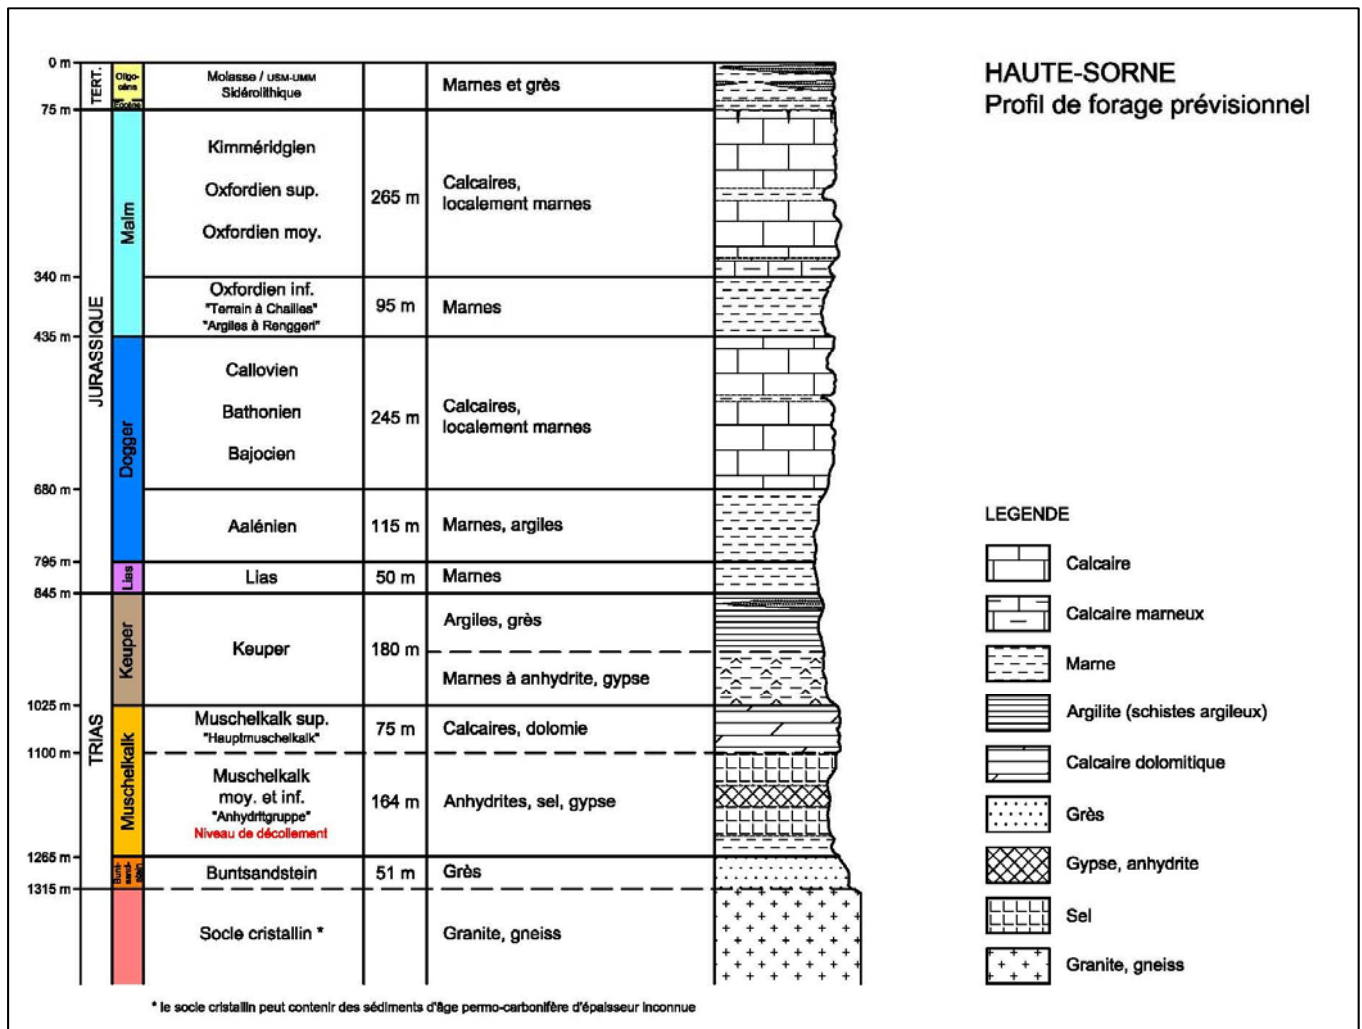 HAUTE-SORNE
Profil de forage prévisionnel
0 m
TERT.
Oligo-
cène
Eocène
Molasse / USM-UMM
Sidérolithique
Marnes et grès
75 m
JURASSIQUE
Malm
Kimméridgien
Oxfordien sup.
Oxfordien moy.
265 m
Calcaires,
localement marnes
340 m
Oxfordien inf.
"Terrain à Chailles"
"Argiles à Renggeri"
95 m
Marnes
435 m
Dogger
Callovien
Bathonien
Bajocien
245 m
Calcaires,
localement marnes
680 m
Aalénien
115 m
Marnes, argiles
795 m
Lias
Lias
50 m
Marnes
845 m
TRIAS
Keuper
Keuper
180 m
Argiles, grès
Marnes à anhydrite, gypse
1025 m
Muschelkalk
Muschelkalk sup.
"Hauptmuschelkalk"
75 m
Calcaires, dolomie
1100 m
Muschelkalk
moy. et inf.
"Anhydritgruppe"
Niveau de décollement
164 m
Anhydrites, sel, gypse
1265 m
Bunt-
sand-
stein
Buntsandstein
51 m
Grès
1315 m
Socle cristallin *
Granite, gneiss
* le socle cristallin peut contenir des sédiments d'âge permo-carbonifère d'épaisseur inconnue
LEGENDE
Calcaire
Calcaire marneux
Marne
Argilite (schistes argileux)
Calcaire dolomitique
Grès
Gypse, anhydrite
Sel
Granite, gneiss